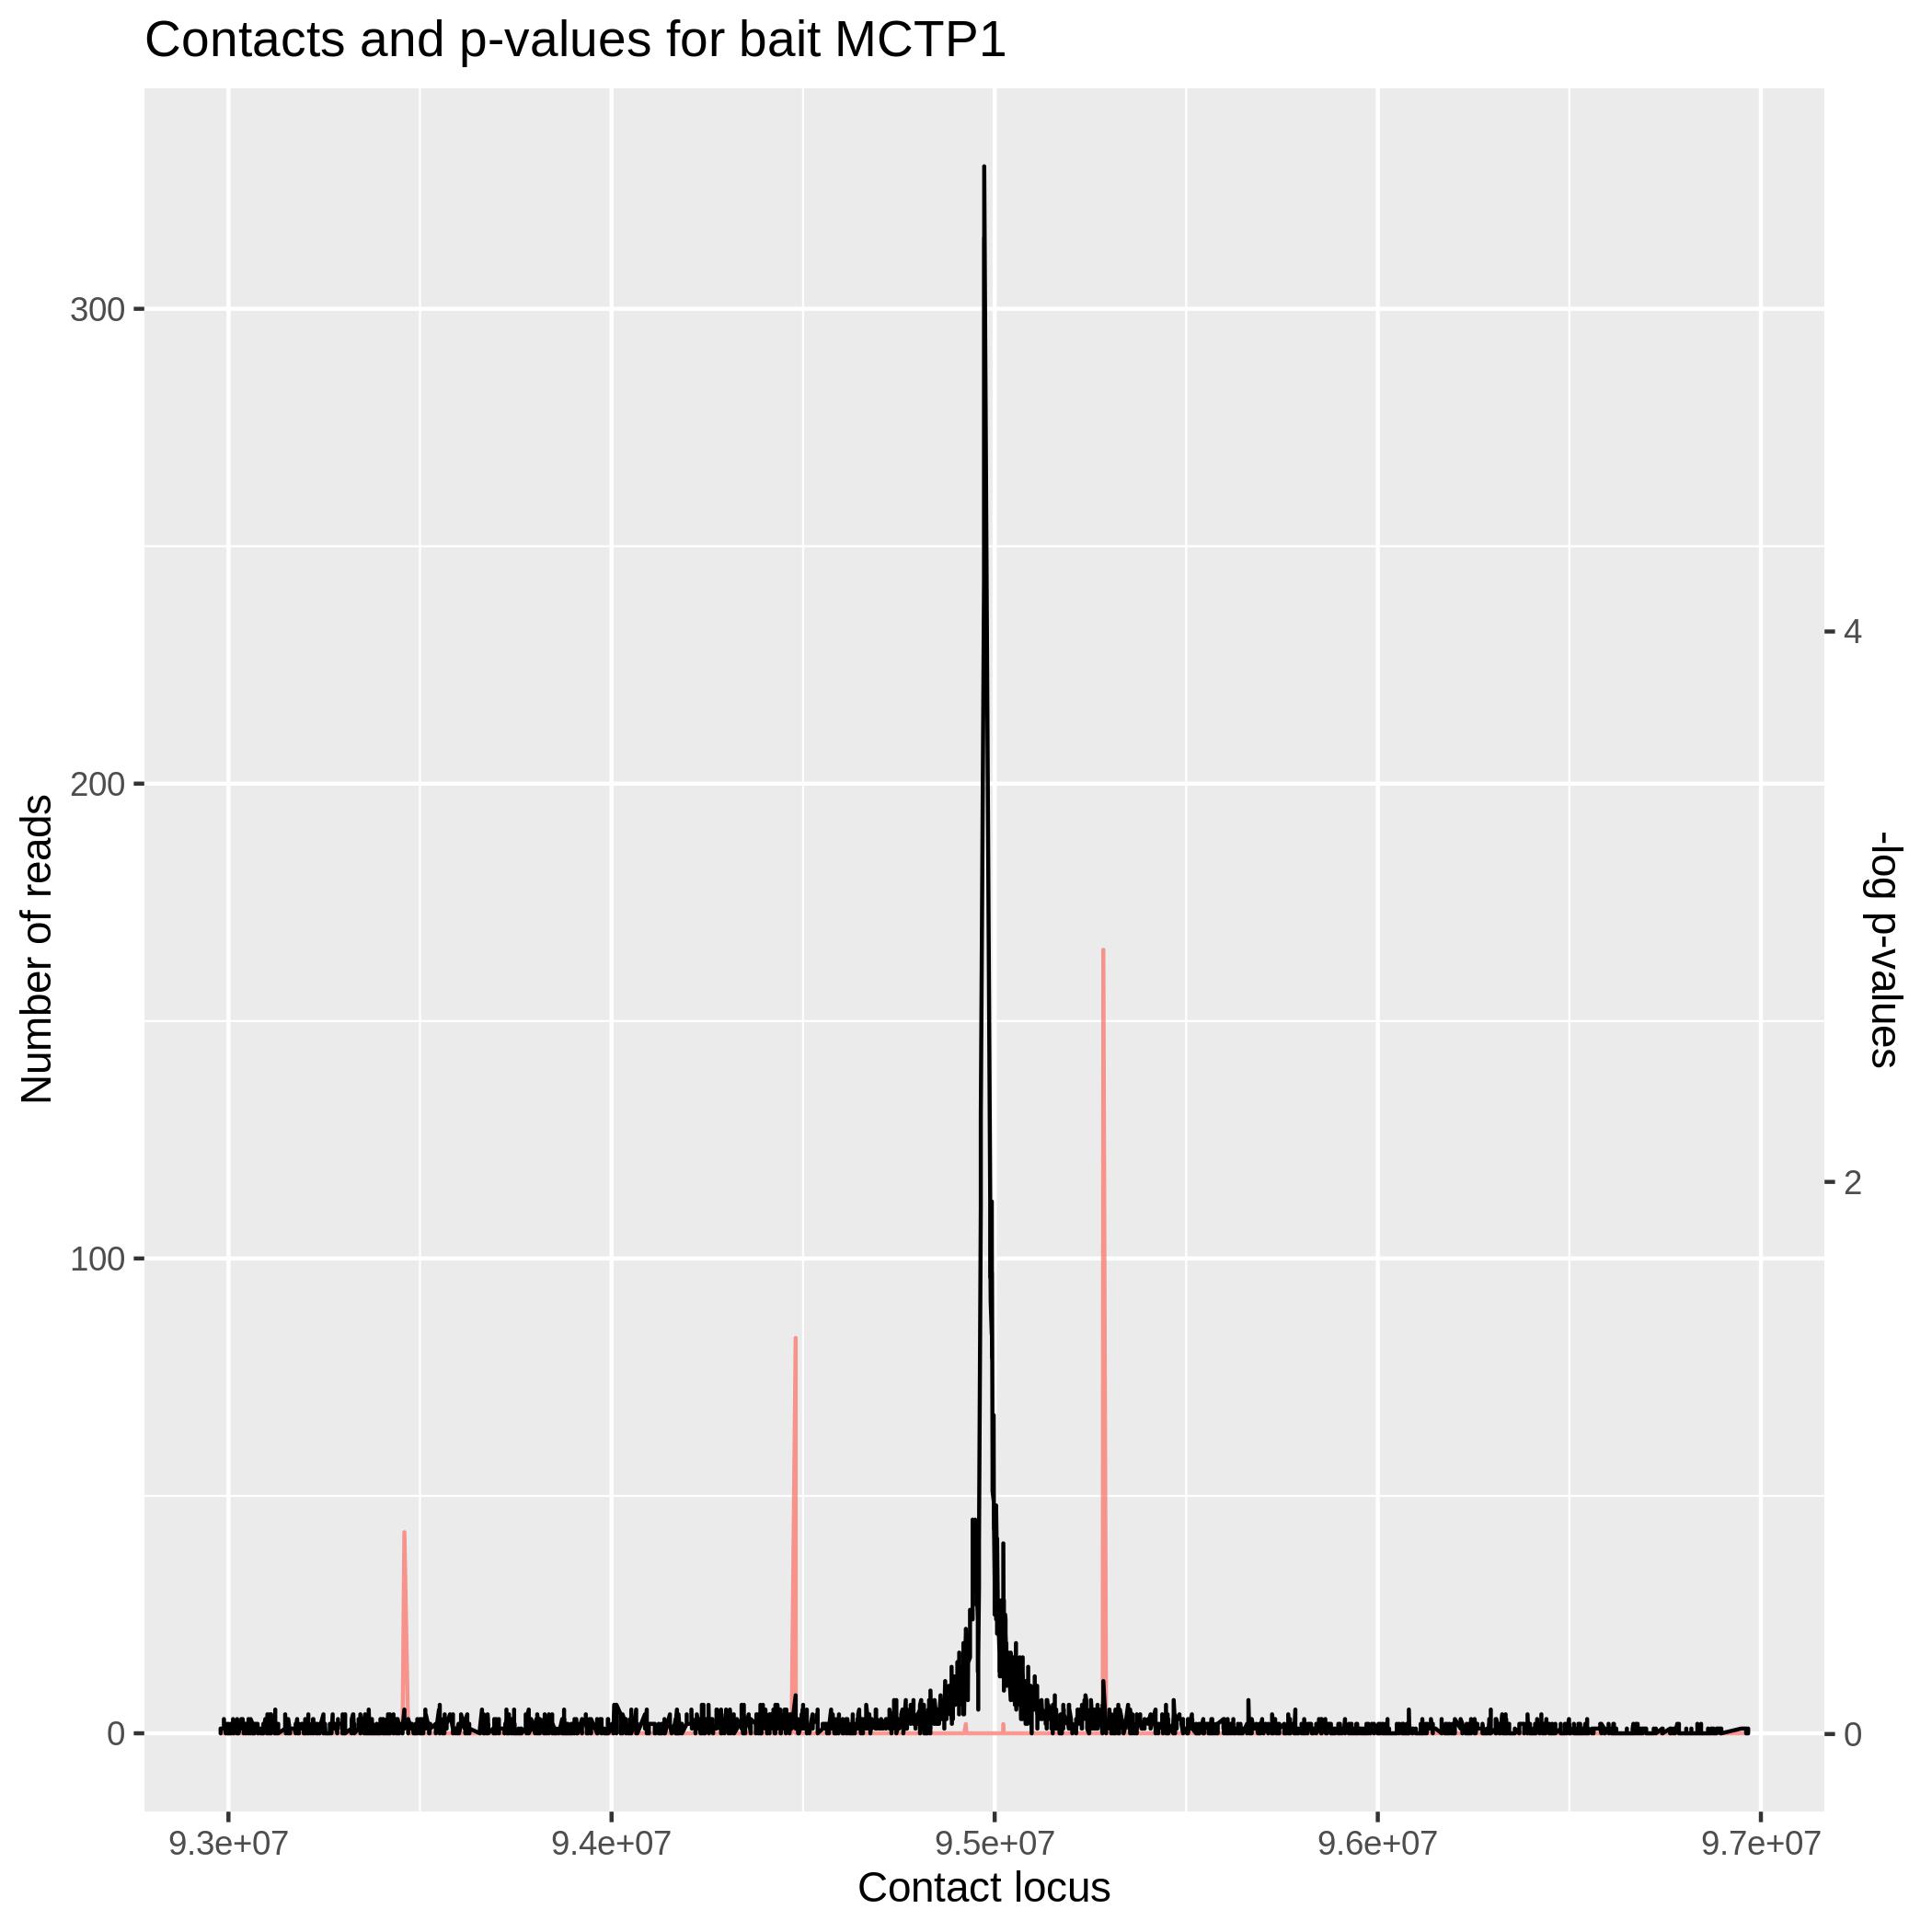 Contacts and p-values for bait MCTP1
Number of reads
300
200
100
0
4
2
0
-log p-values
9.3e+07
9.4e+07
9.5e+07
9.6e+07
9.7e+07
Contact locus